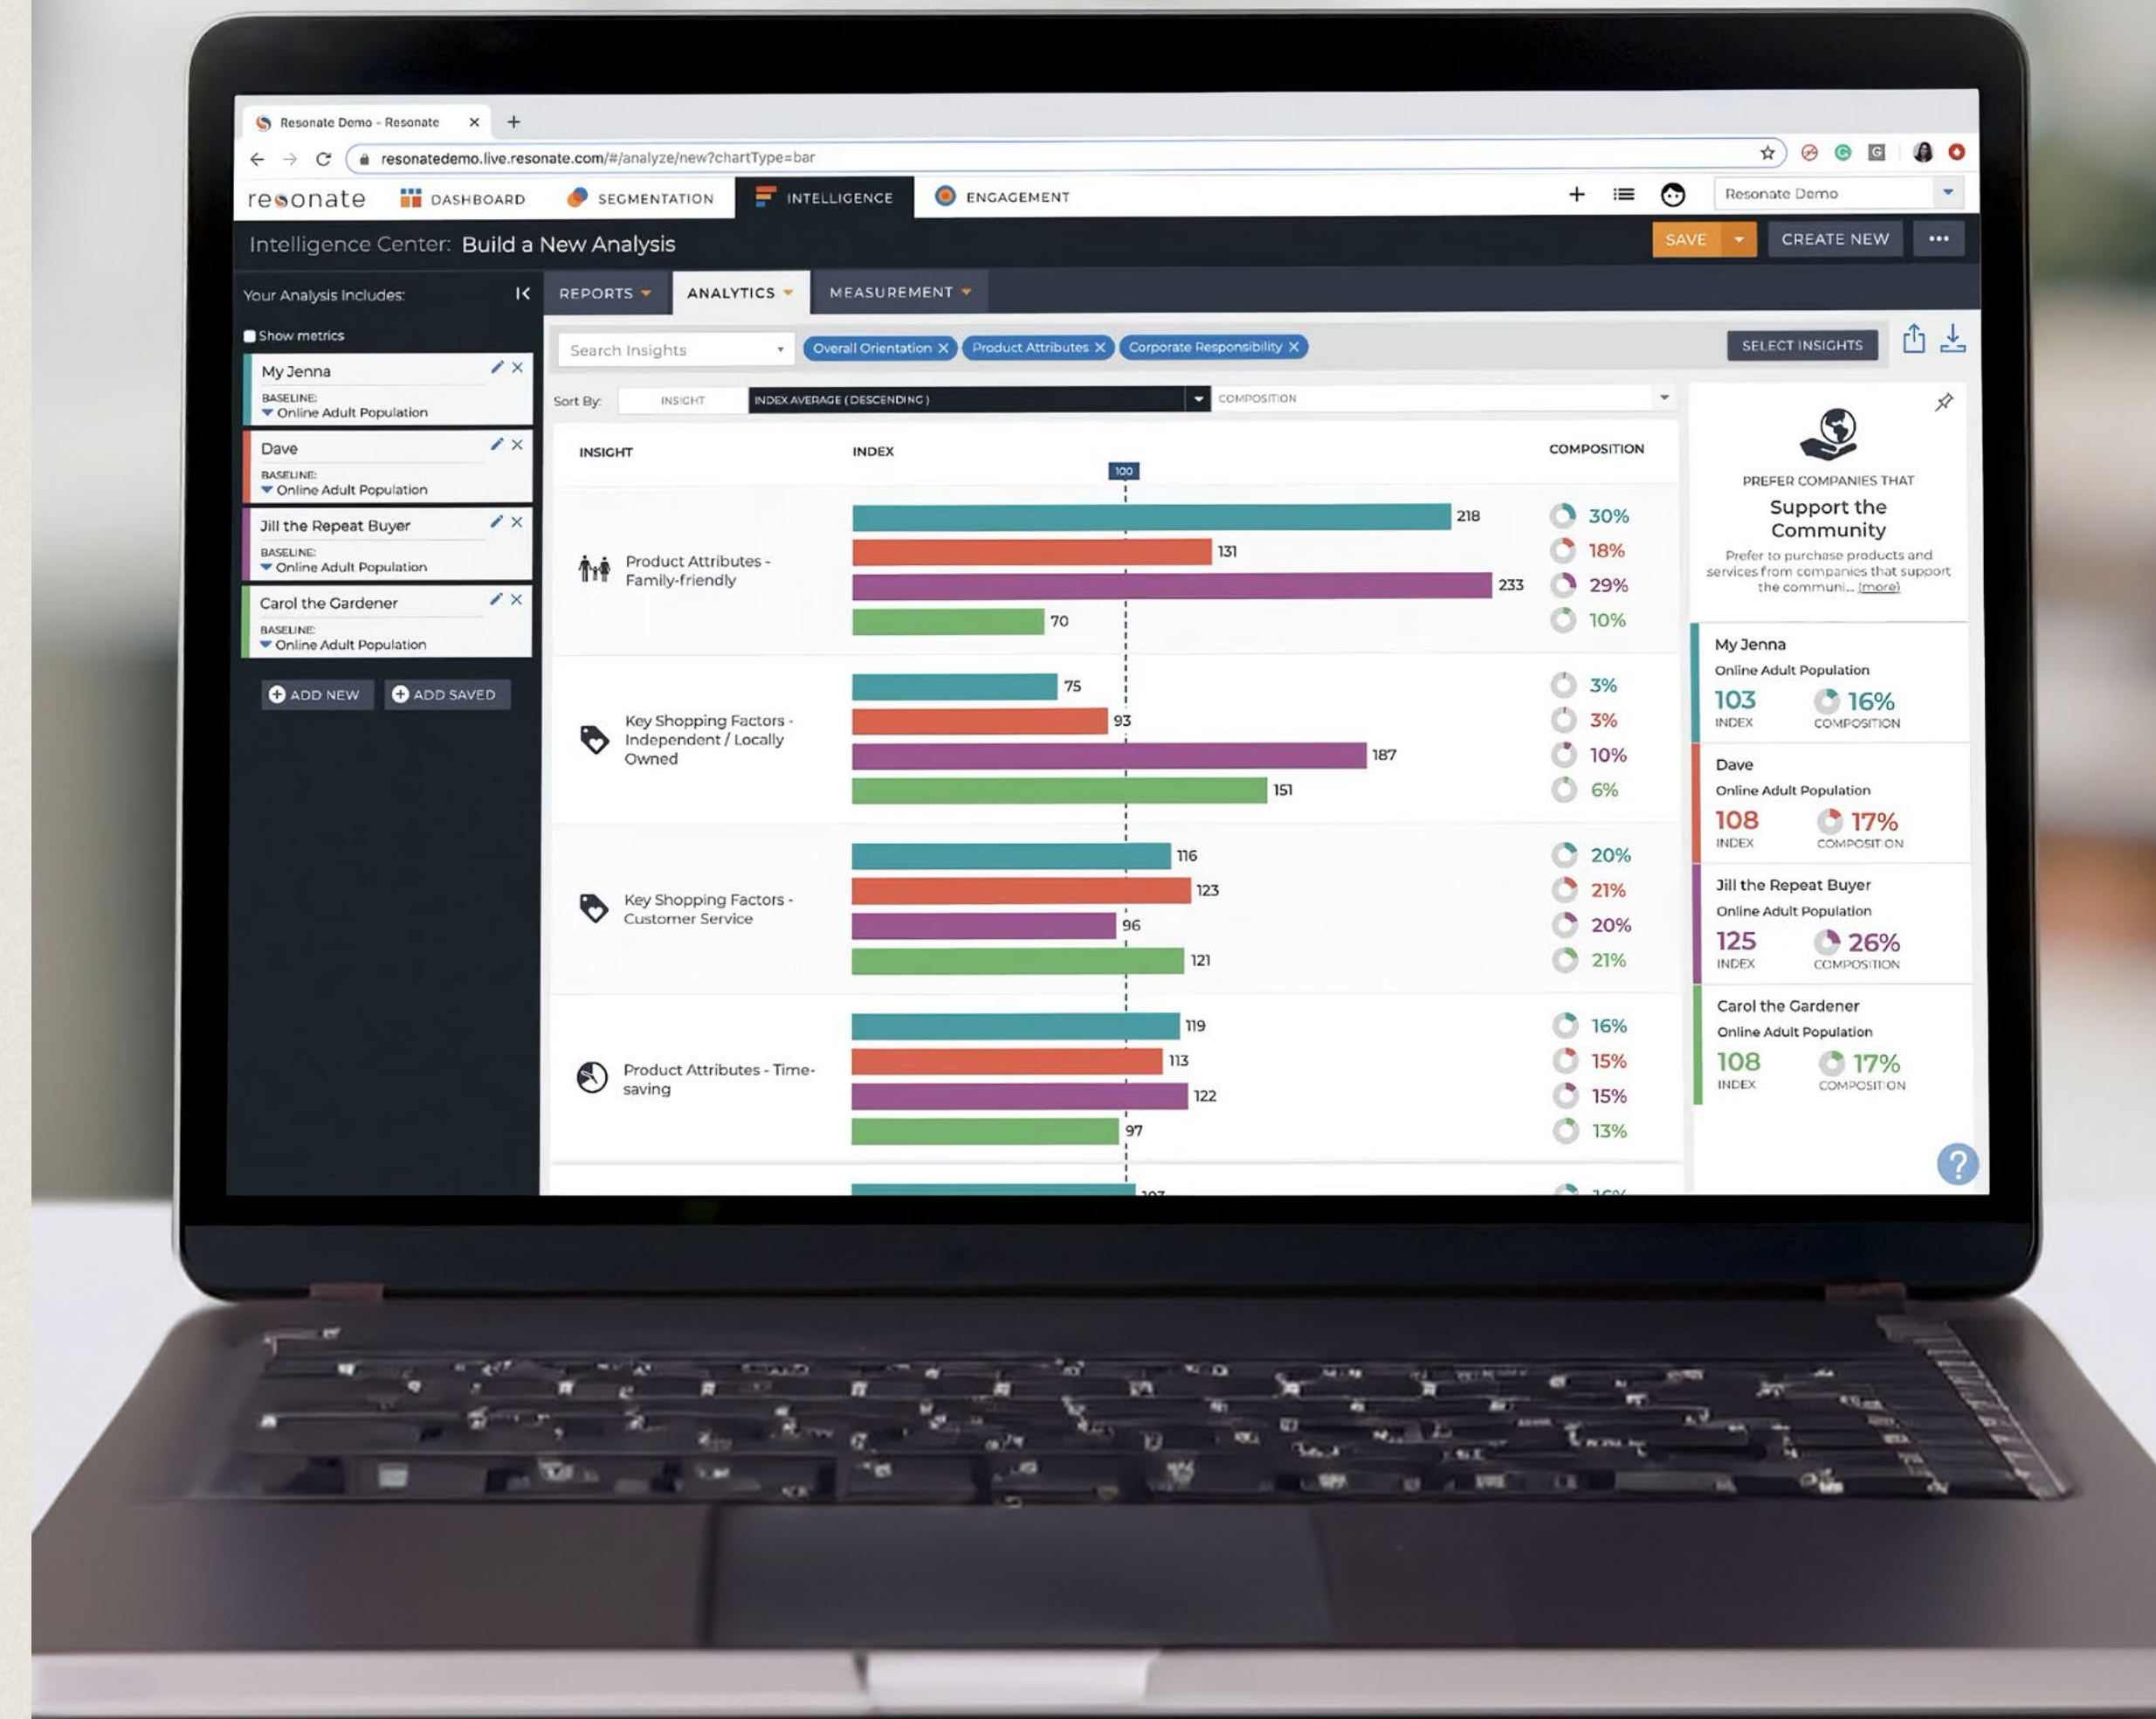 Resonate Demo - Resonate
resonatedemo.live.resonate.com/#/analyze/new?chartType=bar
resonate
DASHBOARD
SEGMENTATION
INTELLIGENCE
ENGAGEMENT
Resonate Demo
Intelligence Center: Build a New Analysis
SAVE
CREATE NEW
Your Analysis Includes:
REPORTS
ANALYTICS
MEASUREMENT
Show metrics
My Jenna
BASELINE:
Online Adult Population
Dave
BASELINE:
Online Adult Population
Jill the Repeat Buyer
BASELINE:
Online Adult Population
Carol the Gardener
BASELINE:
Online Adult Population
ADD NEW
ADD SAVED
Search Insights
Overall Orientation X
Product Attributes X
Corporate Responsibility X
SELECT INSIGHTS
Sort By:
INSIGHT
INDEX AVERAGE (DESCENDING)
COMPOSITION
INSIGHT
INDEX
COMPOSITION
100
Product Attributes -
Family-friendly
218
30%
131
18%
233
29%
70
10%
Key Shopping Factors -
Independent / Locally
Owned
75
3%
93
3%
187
10%
151
6%
Key Shopping Factors -
Customer Service
116
20%
123
21%
96
20%
121
21%
Product Attributes - Time-
saving
119
16%
113
15%
122
15%
97
13%
PREFER COMPANIES THAT
Support the
Community
Prefer to purchase products and
services from companies that support
the communi... (more)
My Jenna
Online Adult Population
103
16%
INDEX
COMPOSITION
Dave
Online Adult Population
108
17%
INDEX
COMPOSITION
Jill the Repeat Buyer
Online Adult Population
125
26%
INDEX
COMPOSITION
Carol the Gardener
Online Adult Population
108
17%
INDEX
COMPOSITION
?